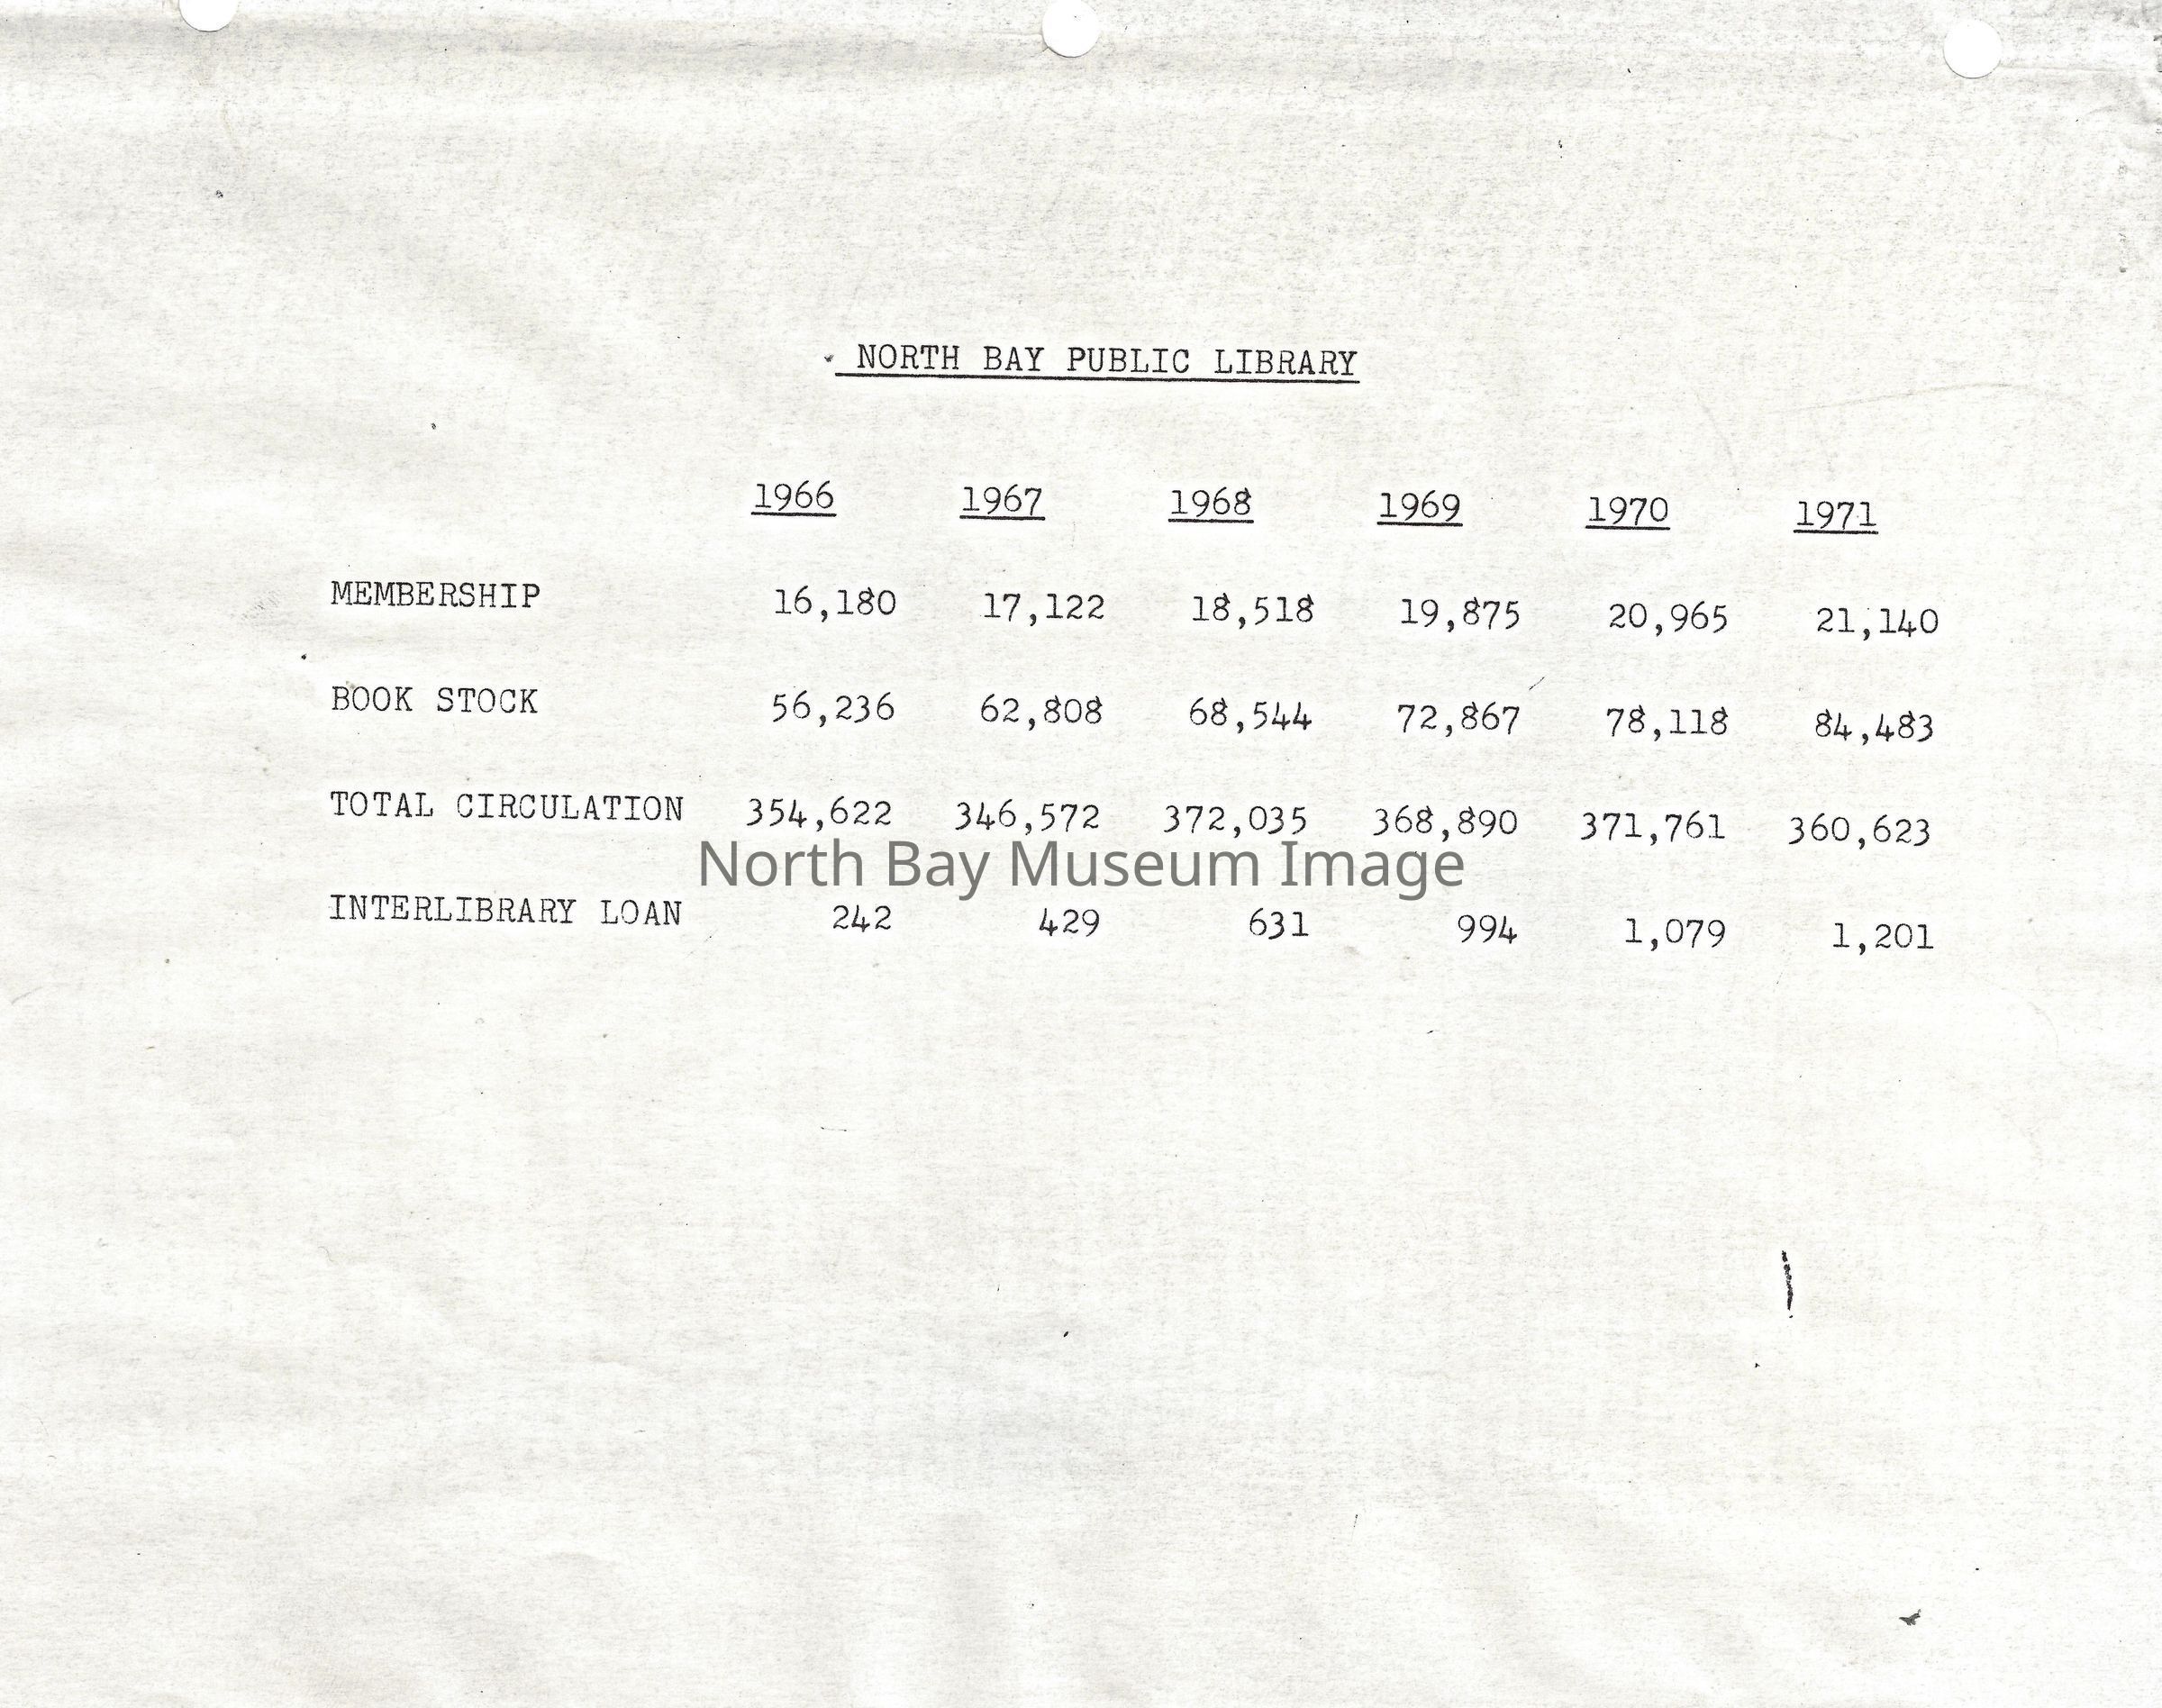 NORTH BAY PUBLIC LIBRARY
1966 1967 1968 1969 1970 1971
MEMBERSHIP 16,180 17,122 18,518 19,875 20,965 21,140
BOOK STOCK 56,236 62,808 68,544 72,867 78,118 84,483
TOTAL CIRCULATION 354,622 346,572 372,035 368,890 371,761 360,623
North Bay Museum Image
INTERLIBRARY LOAN 242 429 631 994 1,079 1,201